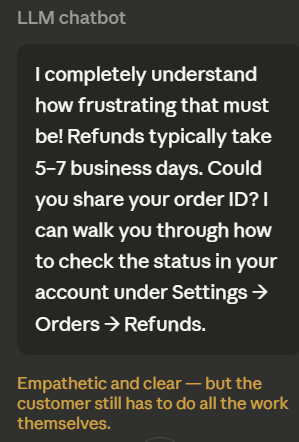 LLM chatbot
I completely understand
how frustrating that must
be! Refunds typically take
5–7 business days. Could
you share your order ID? I
can walk you through how
to check the status in your
account under Settings →
Orders → Refunds.
Empathetic and clear — but the
customer still has to do all the work
themselves.